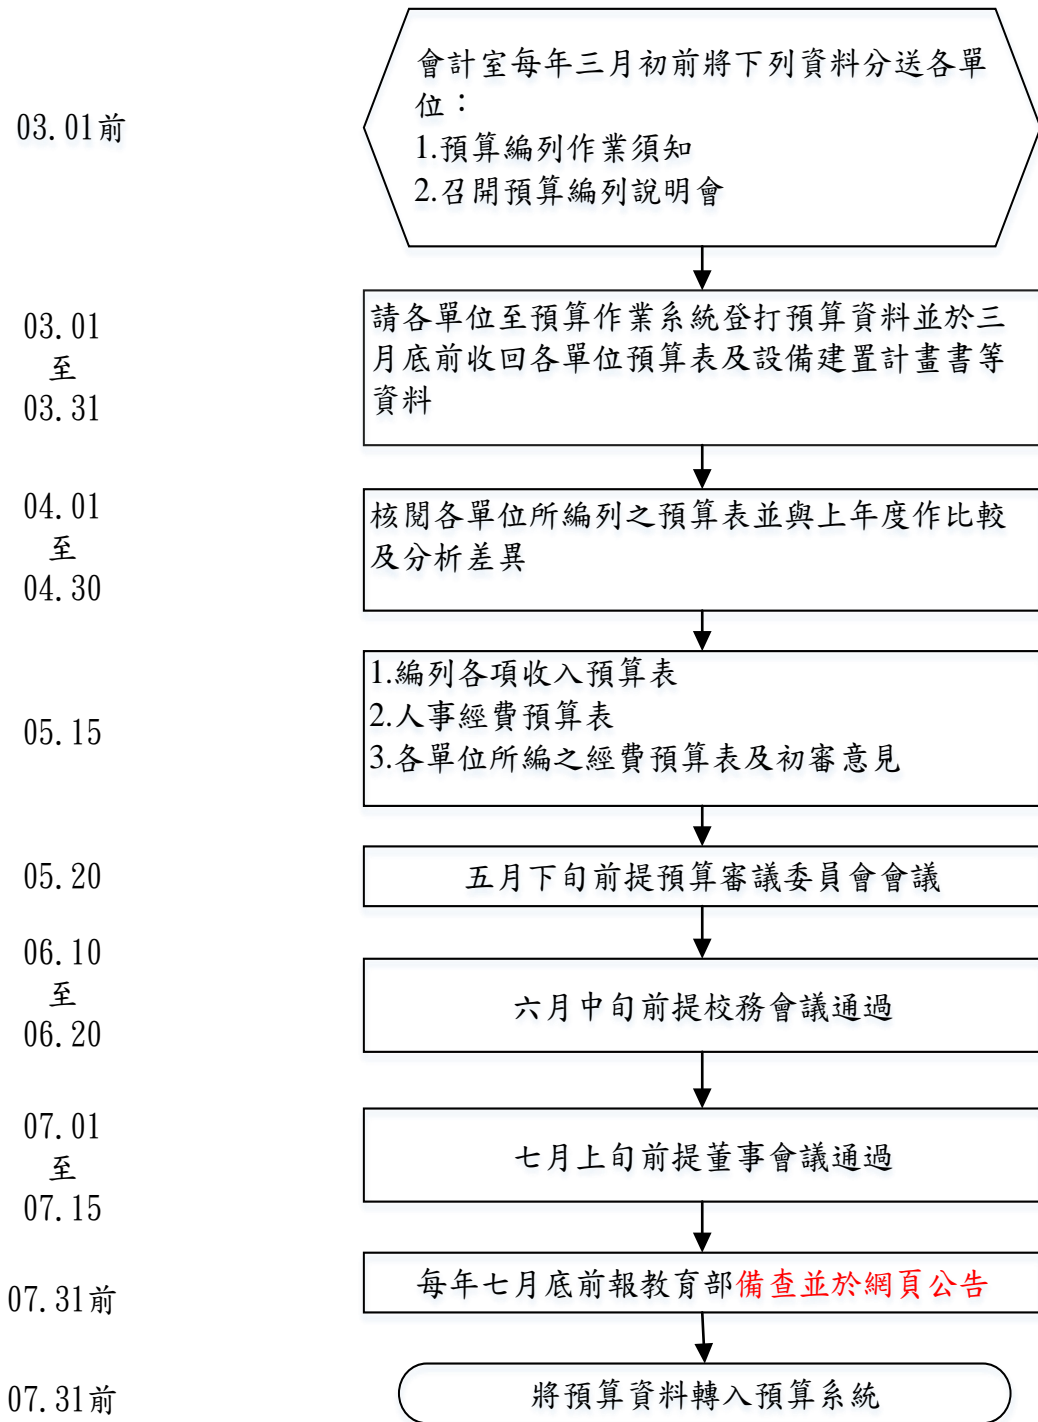 03.01前
會計室每年三月初前將下列資料分送各單
位：
1.預算編列作業須知
2.召開預算編列說明會
03.01
至
03.31
請各單位至預算作業系統登打預算資料並於三
月底前收回各單位預算表及設備建置計畫書等
資料
04.01
至
04.30
核閱各單位所編列之預算表並與上年度作比較
及分析差異
05.15
1.編列各項收入預算表
2.人事經費預算表
3.各單位所編之經費預算表及初審意見
05.20
五月下旬前提預算審議委員會會議
06.10
至
06.20
六月中旬前提校務會議通過
07.01
至
07.15
七月上旬前提董事會議通過
07.31前
每年七月底前報教育部備查並於網頁公告
07.31前
將預算資料轉入預算系統